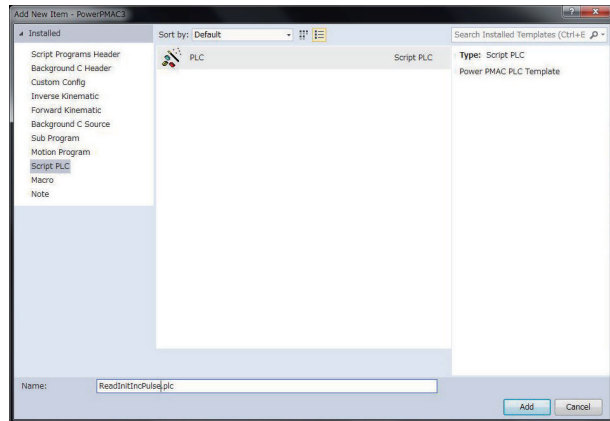 Add New Item - PowerPMAC3
Installed
Sort by: Default
Search Installed Templates (Ctrl+E
Script Programs Header
Background C Header
Custom Config
Inverse Kinematic
Forward Kinematic
Background C Source
Sub Program
Motion Program
Script PLC
Macro
Note
PLC Script PLC
Type: Script PLC
Power PMAC PLC Template
Name: ReadInitIncPulse.plc
Add Cancel